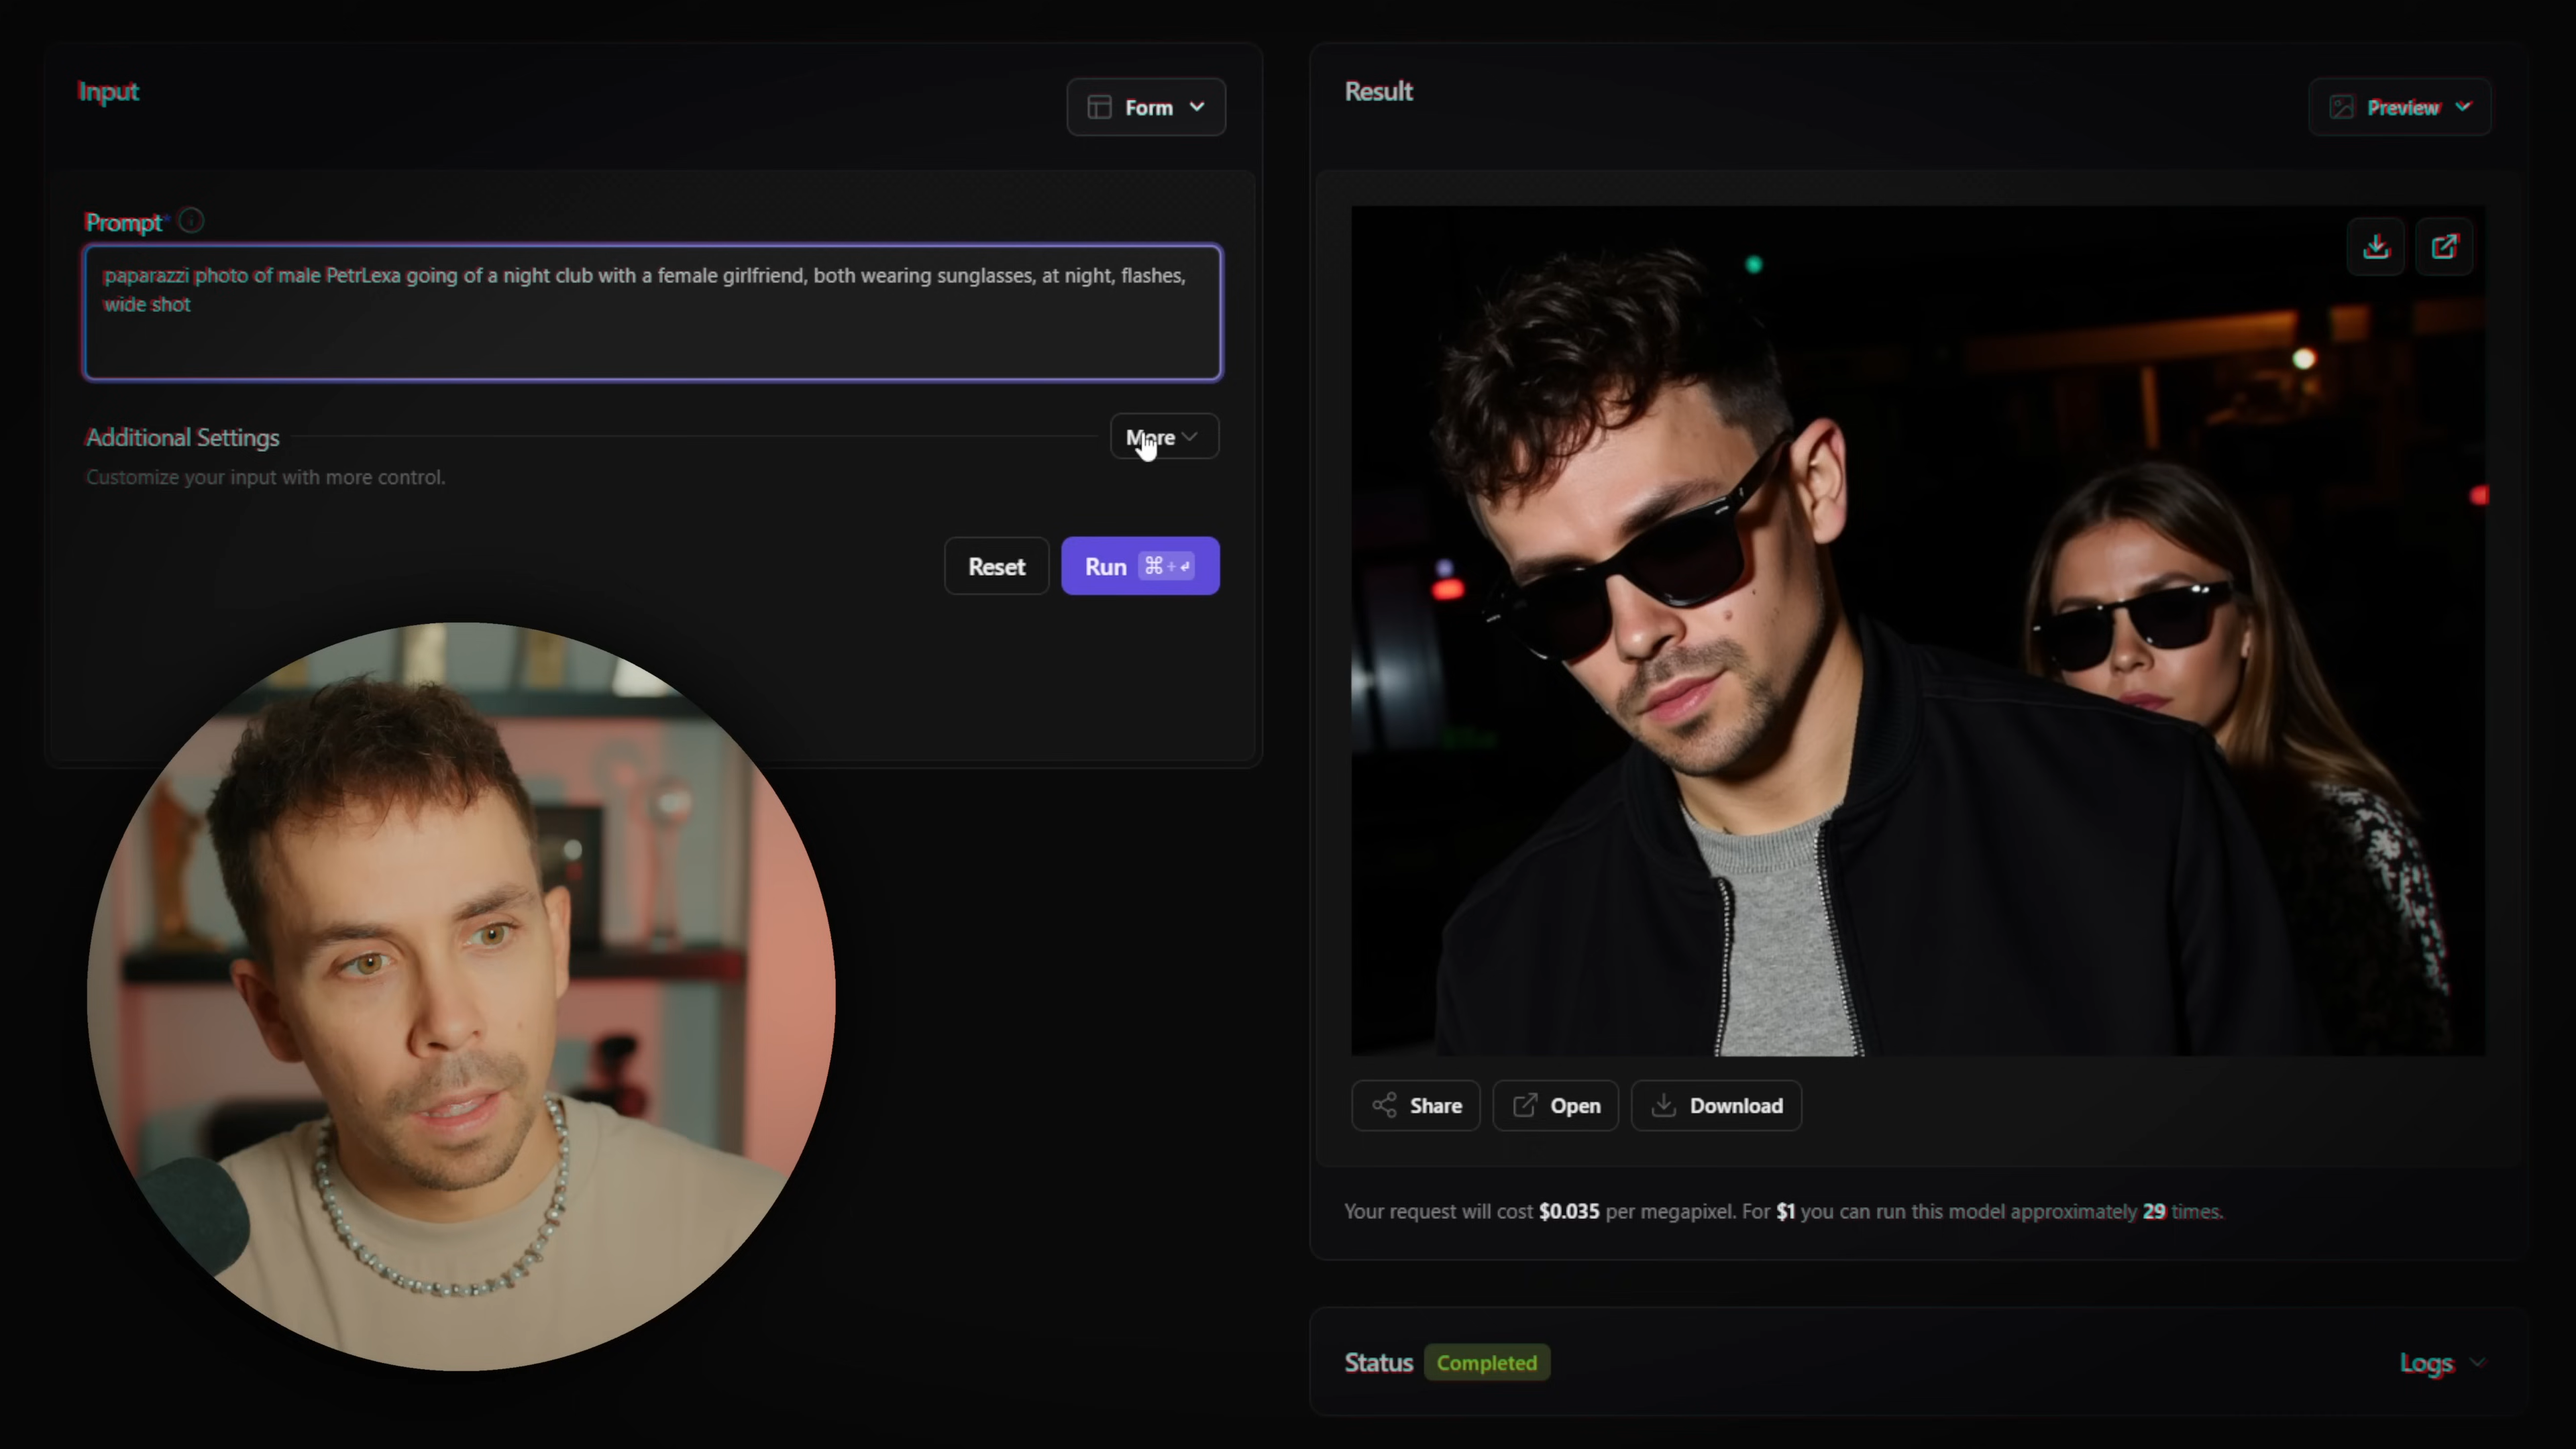 Input
Form
Prompt*
paparazzi photo of male PetrLexa going of a night club with a female girlfriend, both wearing sunglasses, at night, flashes,
wide shot
Additional Settings
More
Customize your input with more control.
Reset
Run ⌘+↵
Result
Preview
Share
Open
Download
Your request will cost $0.035 per megapixel. For $1 you can run this model approximately 29 times.
Status Completed
Logs